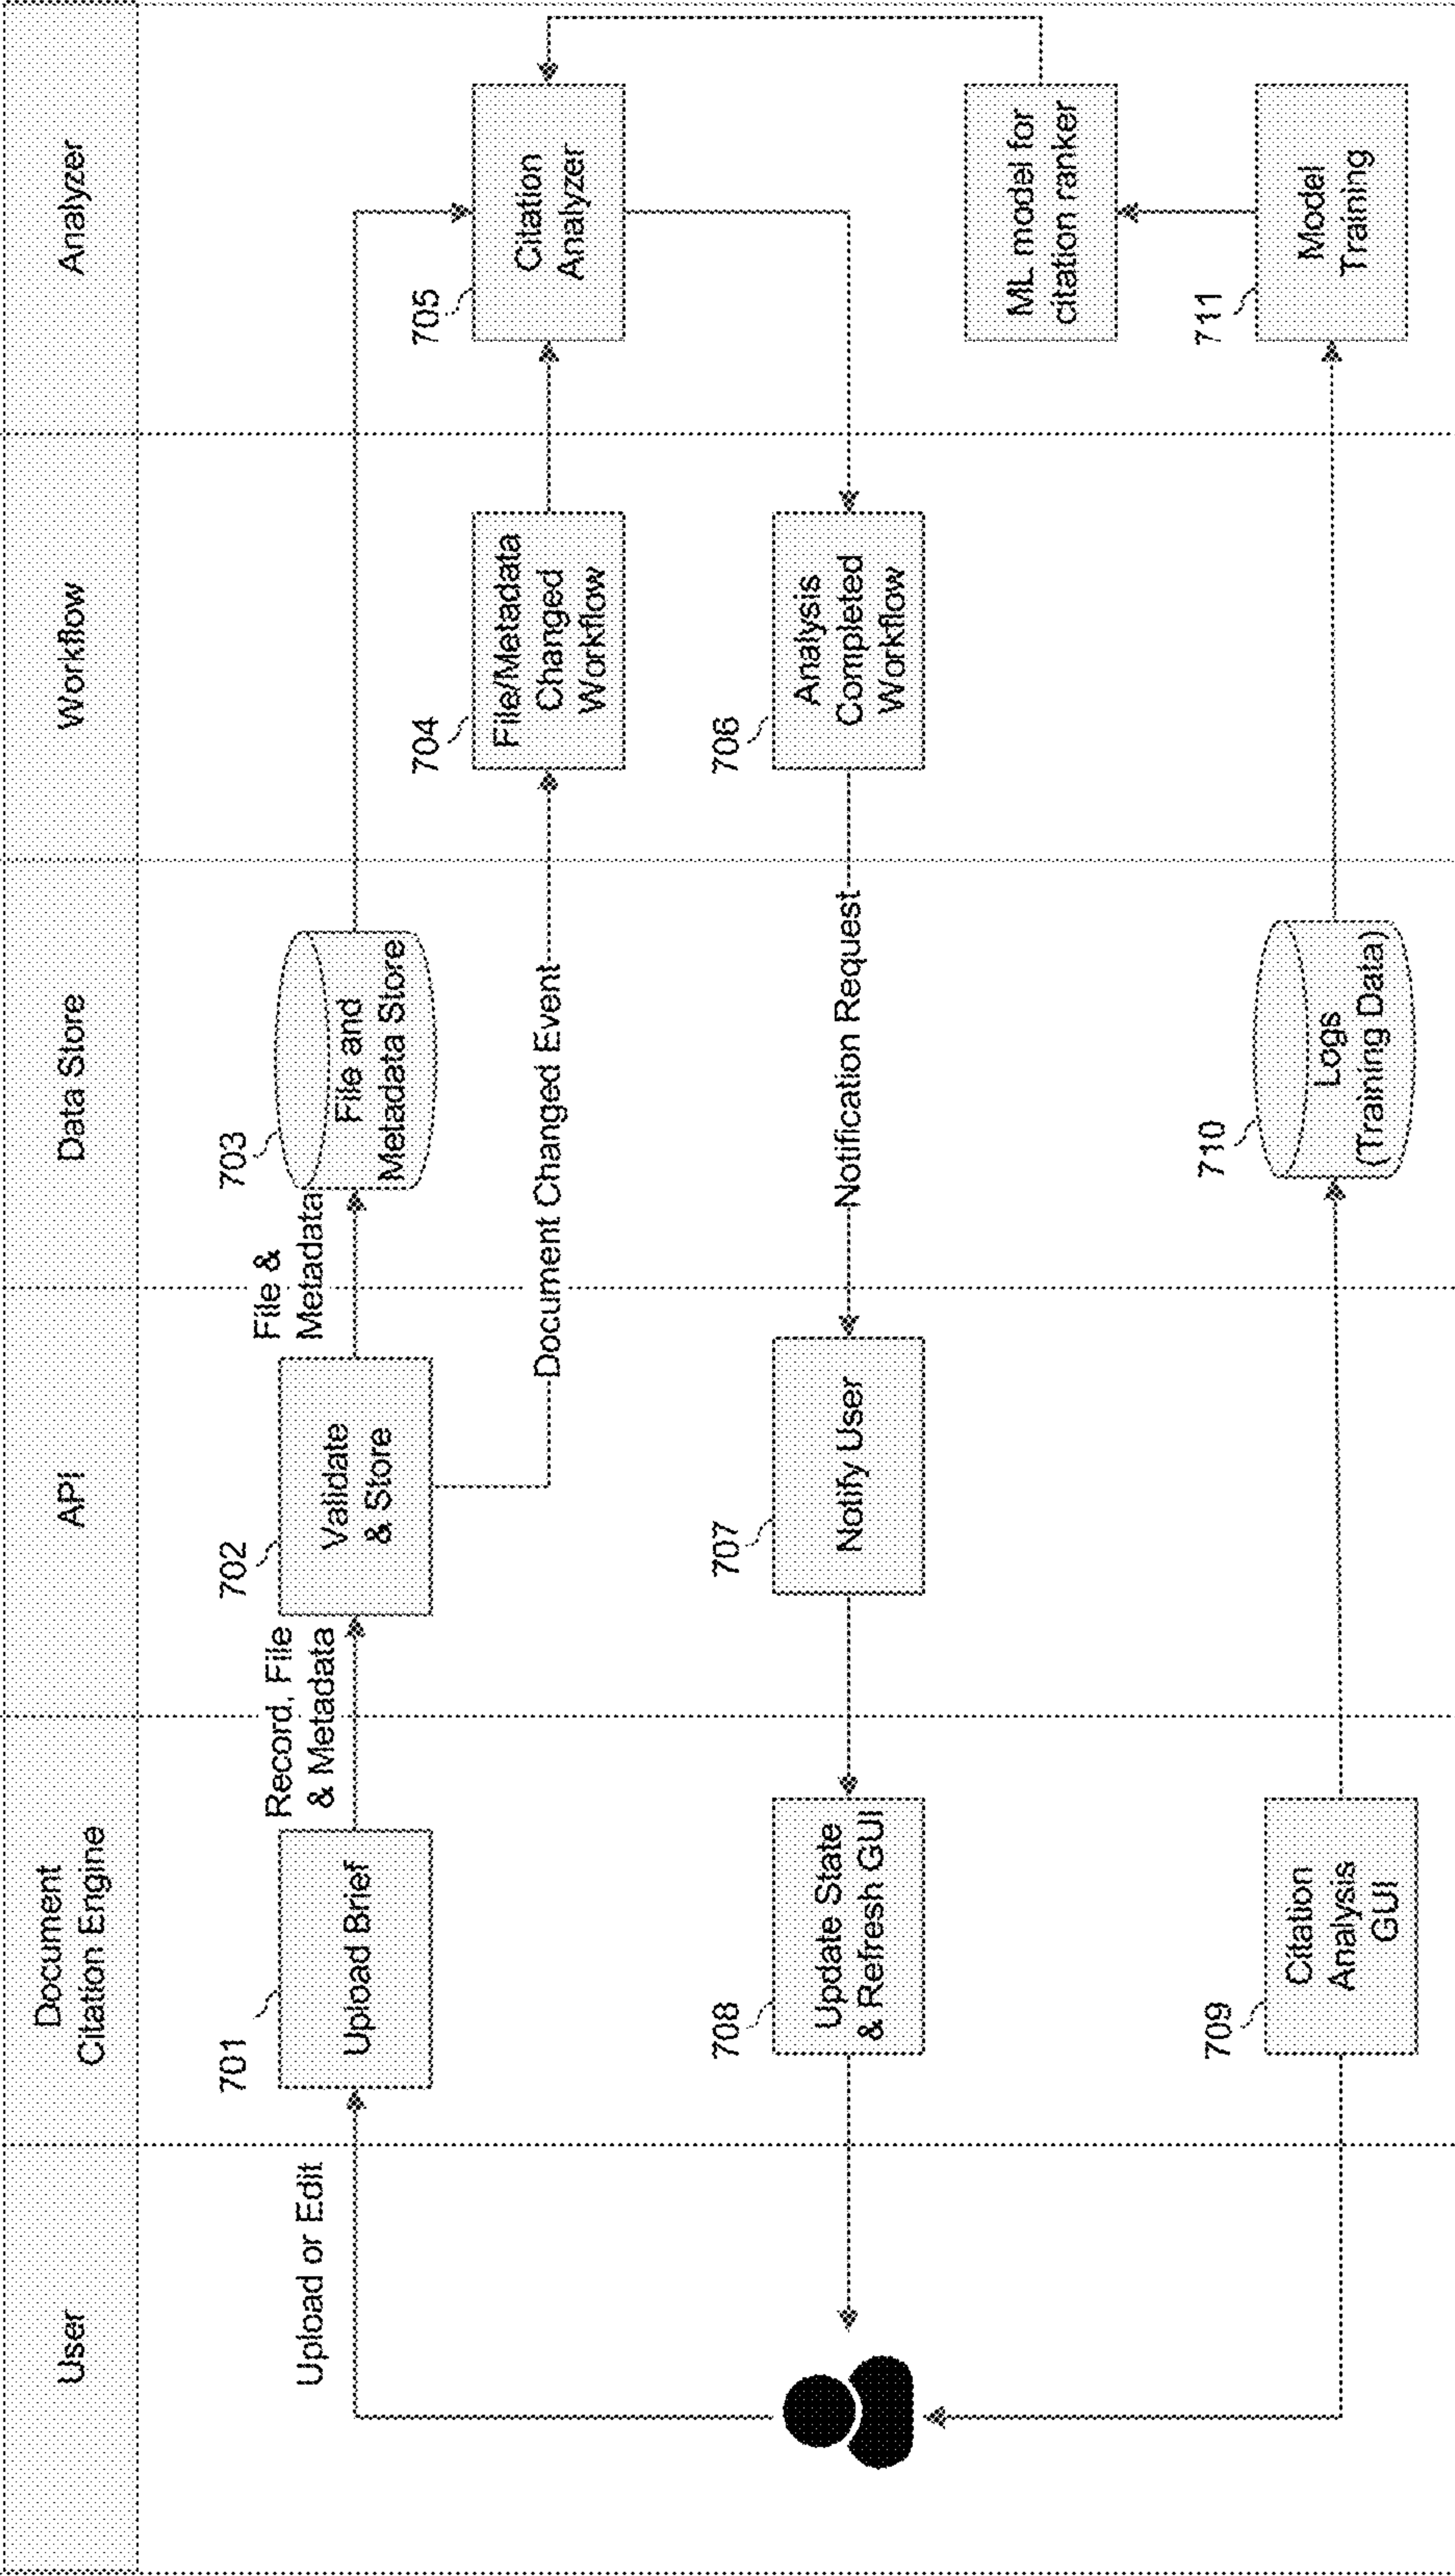 User
Document
Citation Engine
API
Data Store
Workflow
Analyzer
Upload or Edit
701
Upload Brief
Record, File
& Metadata
702
Validate
& Store
File &
Metadata
703
File and
Metadata Store
Document Changed Event
704
File/Metadata
Changed
Workflow
705
Citation
Analyzer
706
Analysis
Completed
Workflow
Notification Request
707
Notify User
708
Update State
& Refresh GUI
709
Citation
Analysis
GUI
710
Logs
(Training Data)
711
Model
Training
ML model for
citation ranker